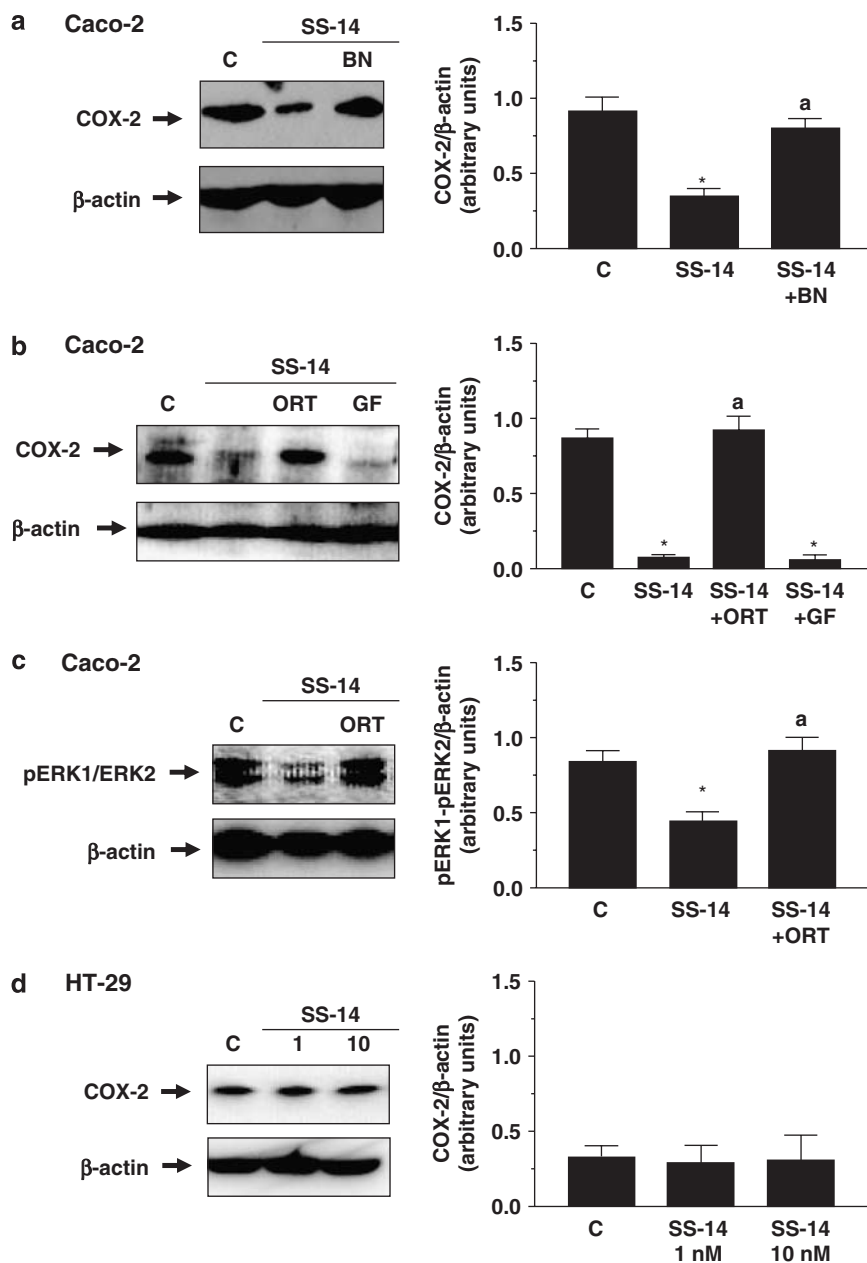 a Caco-2
SS-14
C BN
COX-2
β-actin
COX-2/β-actin
(arbitrary units)
1.5
1.0
0.5
0.0
a
*
C SS-14 SS-14
+BN
b Caco-2
SS-14
C ORT GF
COX-2
β-actin
COX-2/β-actin
(arbitrary units)
1.5
1.0
0.5
0.0
a
* *
C SS-14 SS-14 SS-14
+ORT +GF
c Caco-2
SS-14
C ORT
pERK1/ERK2
β-actin
pERK1-pERK2/β-actin
(arbitrary units)
1.5
1.0
0.5
0.0
a
*
C SS-14 SS-14
+ORT
d HT-29
SS-14
C 1 10
COX-2
β-actin
COX-2/β-actin
(arbitrary units)
1.5
1.0
0.5
0.0
C SS-14 SS-14
1 nM 10 nM